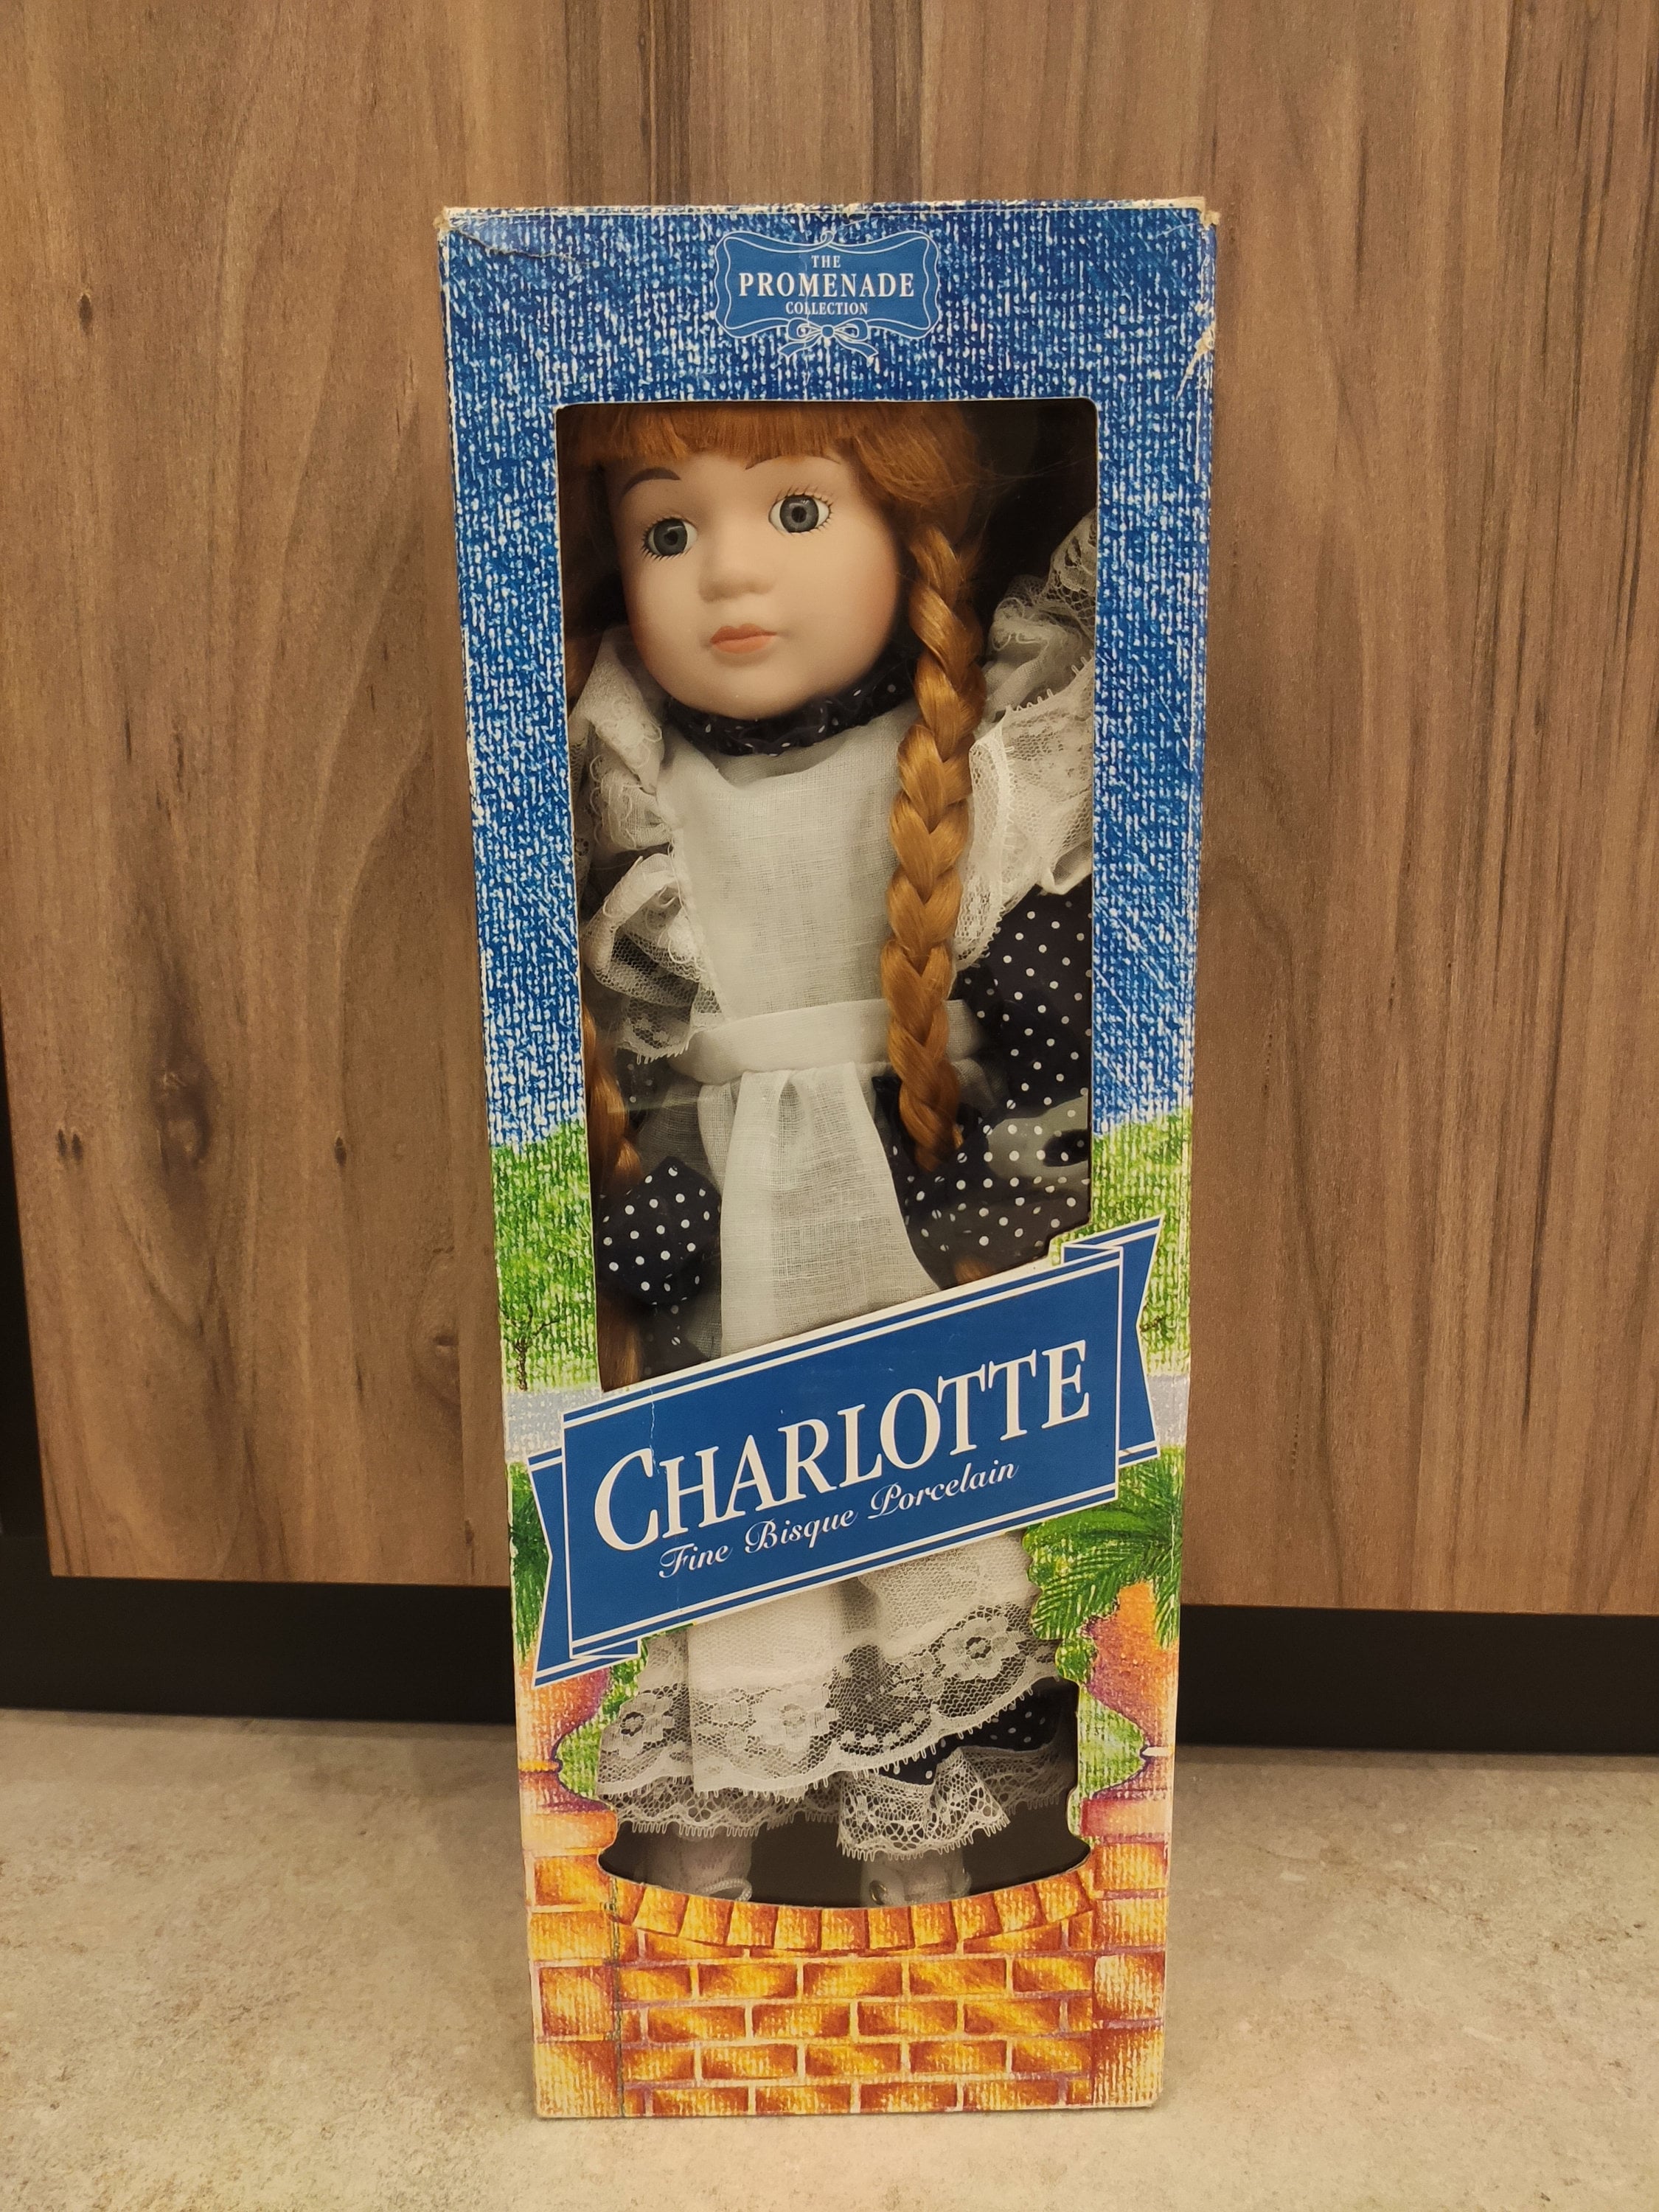 THE
PROMENADE
COLLECTION
CHARLOTTE
Fine Bisque Porcelain